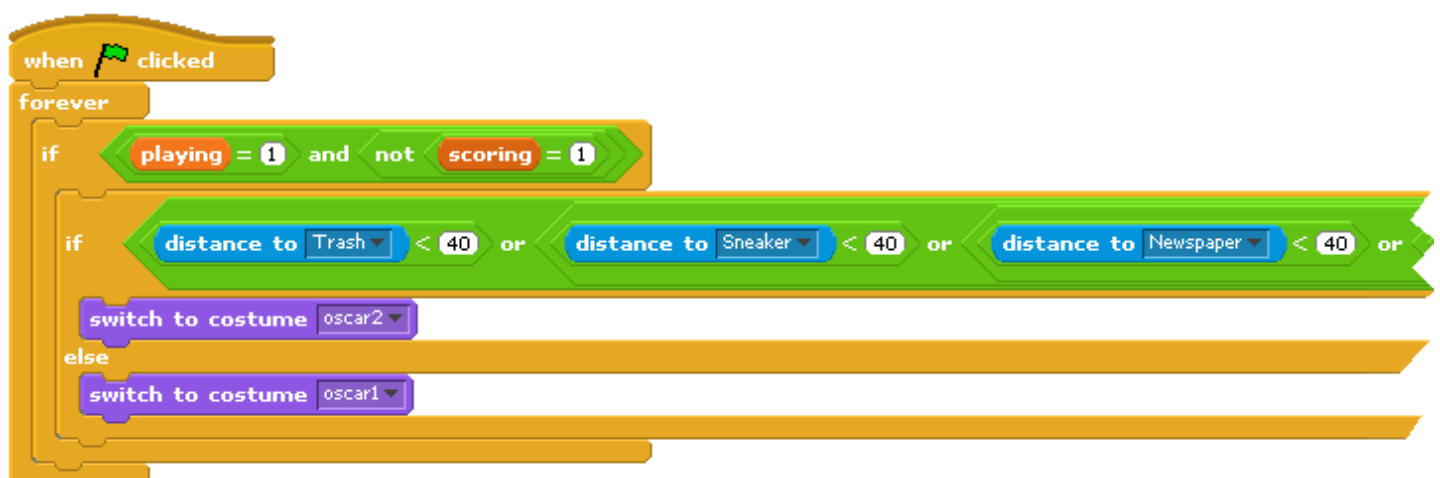 when clicked
forever
if playing = 1 and not scoring = 1
if distance to Trash < 40 or distance to Sneaker < 40 or distance to Newspaper < 40 or
switch to costume oscar2
else
switch to costume oscar1